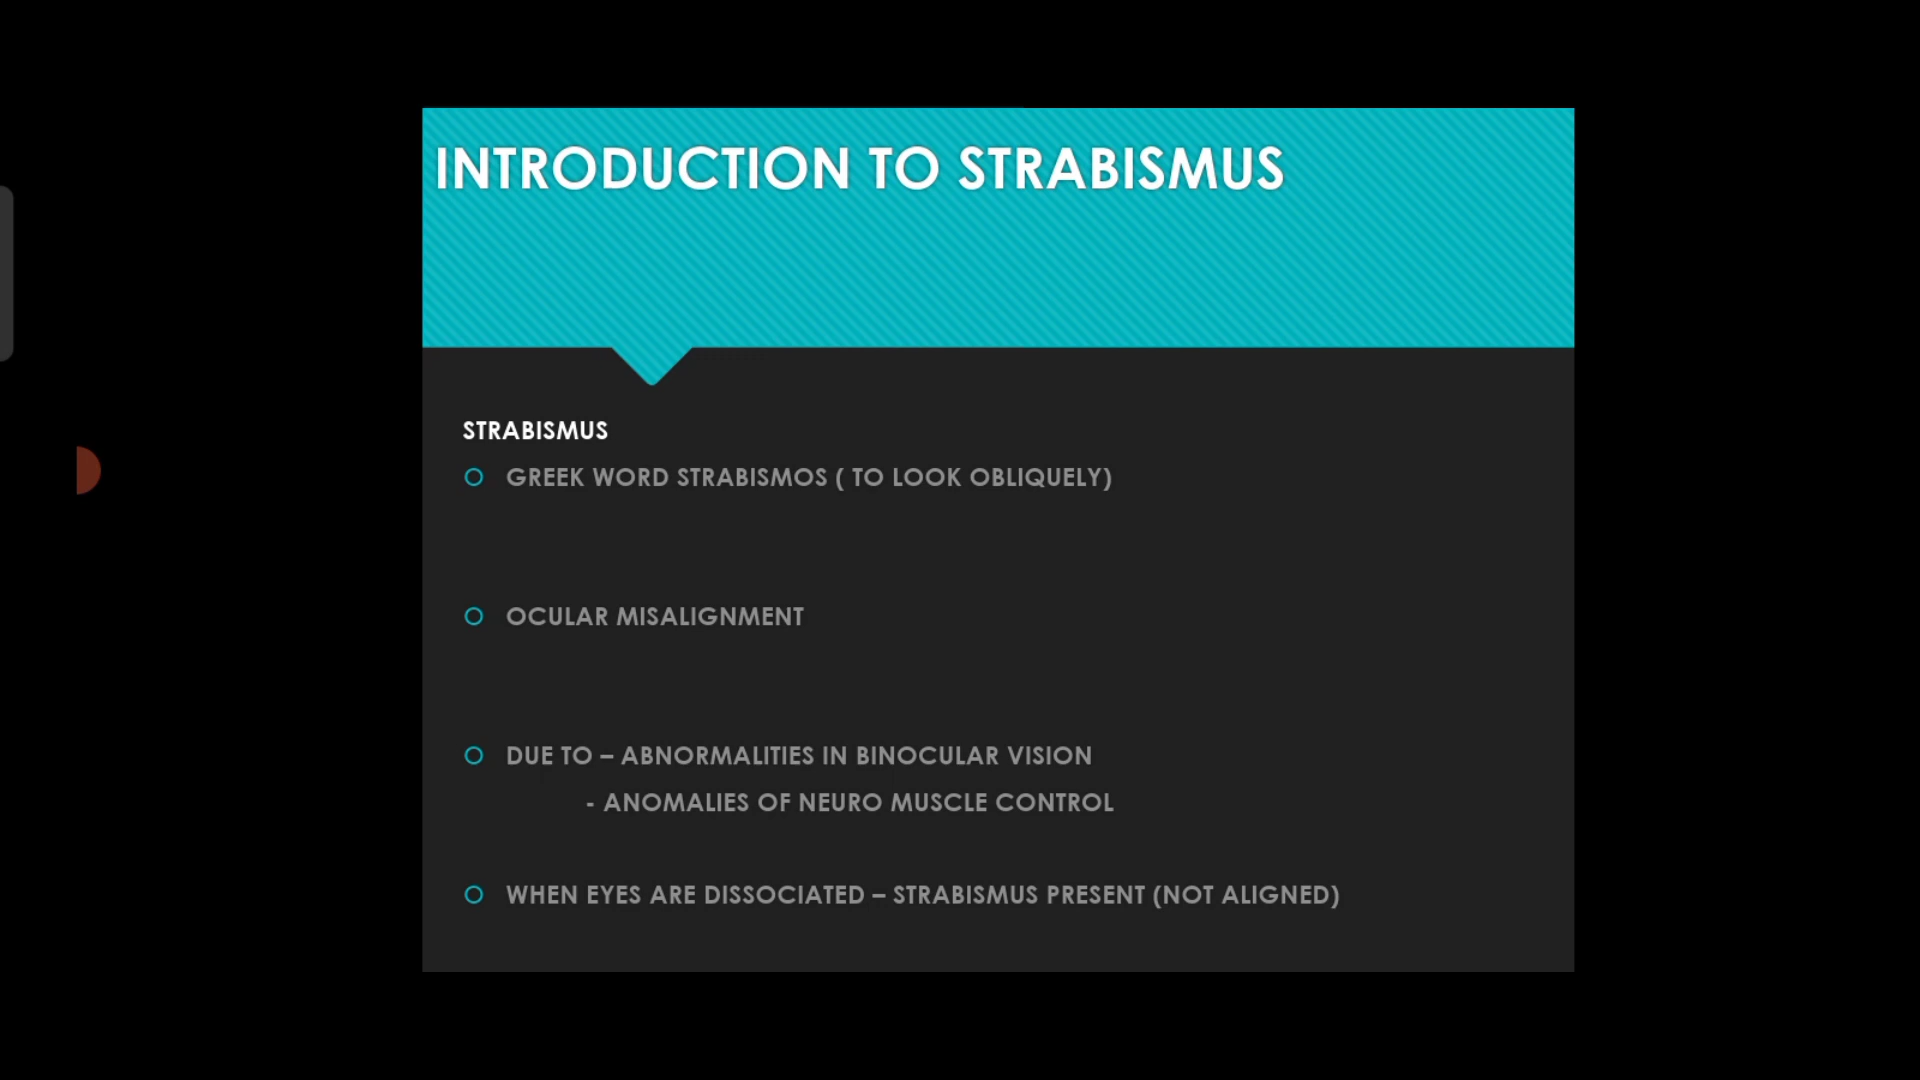 INTRODUCTION TO STRABISMUS
STRABISMUS
GREEK WORD STRABISMOS ( TO LOOK OBLIQUELY)
OCULAR MISALIGNMENT
DUE TO – ABNORMALITIES IN BINOCULAR VISION
- ANOMALIES OF NEURO MUSCLE CONTROL
WHEN EYES ARE DISSOCIATED – STRABISMUS PRESENT (NOT ALIGNED)